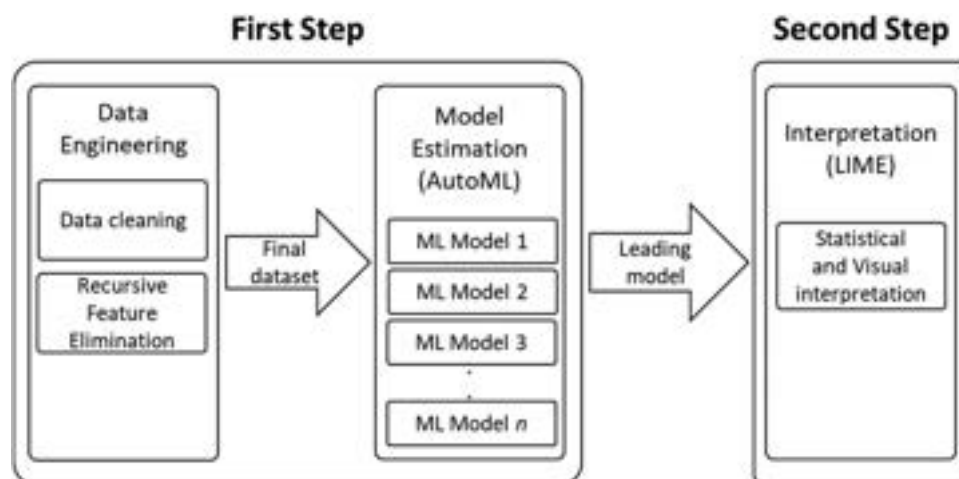 First Step
Data
Engineering
Data cleaning
Recursive
Feature
Elimination
Final
dataset
Model
Estimation
(AutoML)
ML Model 1
ML Model 2
ML Model 3
.
.
ML Model n
Leading
model
Second Step
Interpretation
(LIME)
Statistical
and Visual
interpretation